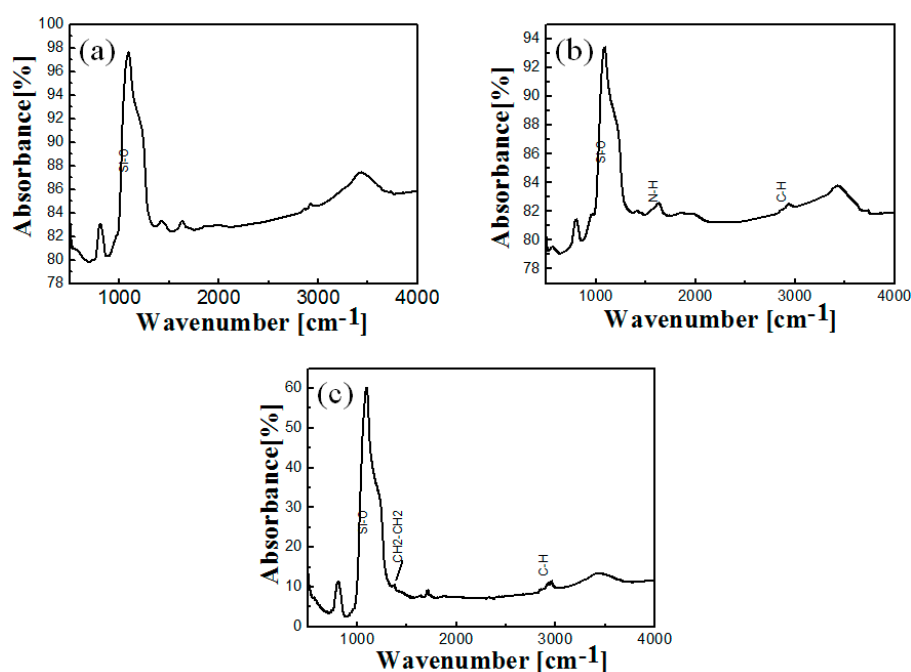 (a)
Absorbance[%]
100
98
96
94
92
90
88
86
84
82
80
78
SI-O
1000 2000 3000 4000
Wavenumber [cm-1]
(b)
Absorbance[%]
94
92
90
88
86
84
82
80
78
SI-O
N-H
C-H
1000 2000 3000 4000
Wavenumber [cm-1]
(c)
Absorbance[%]
60
50
40
30
20
10
0
SI-O
CH2-CH2
C-H
1000 2000 3000 4000
Wavenumber [cm-1]